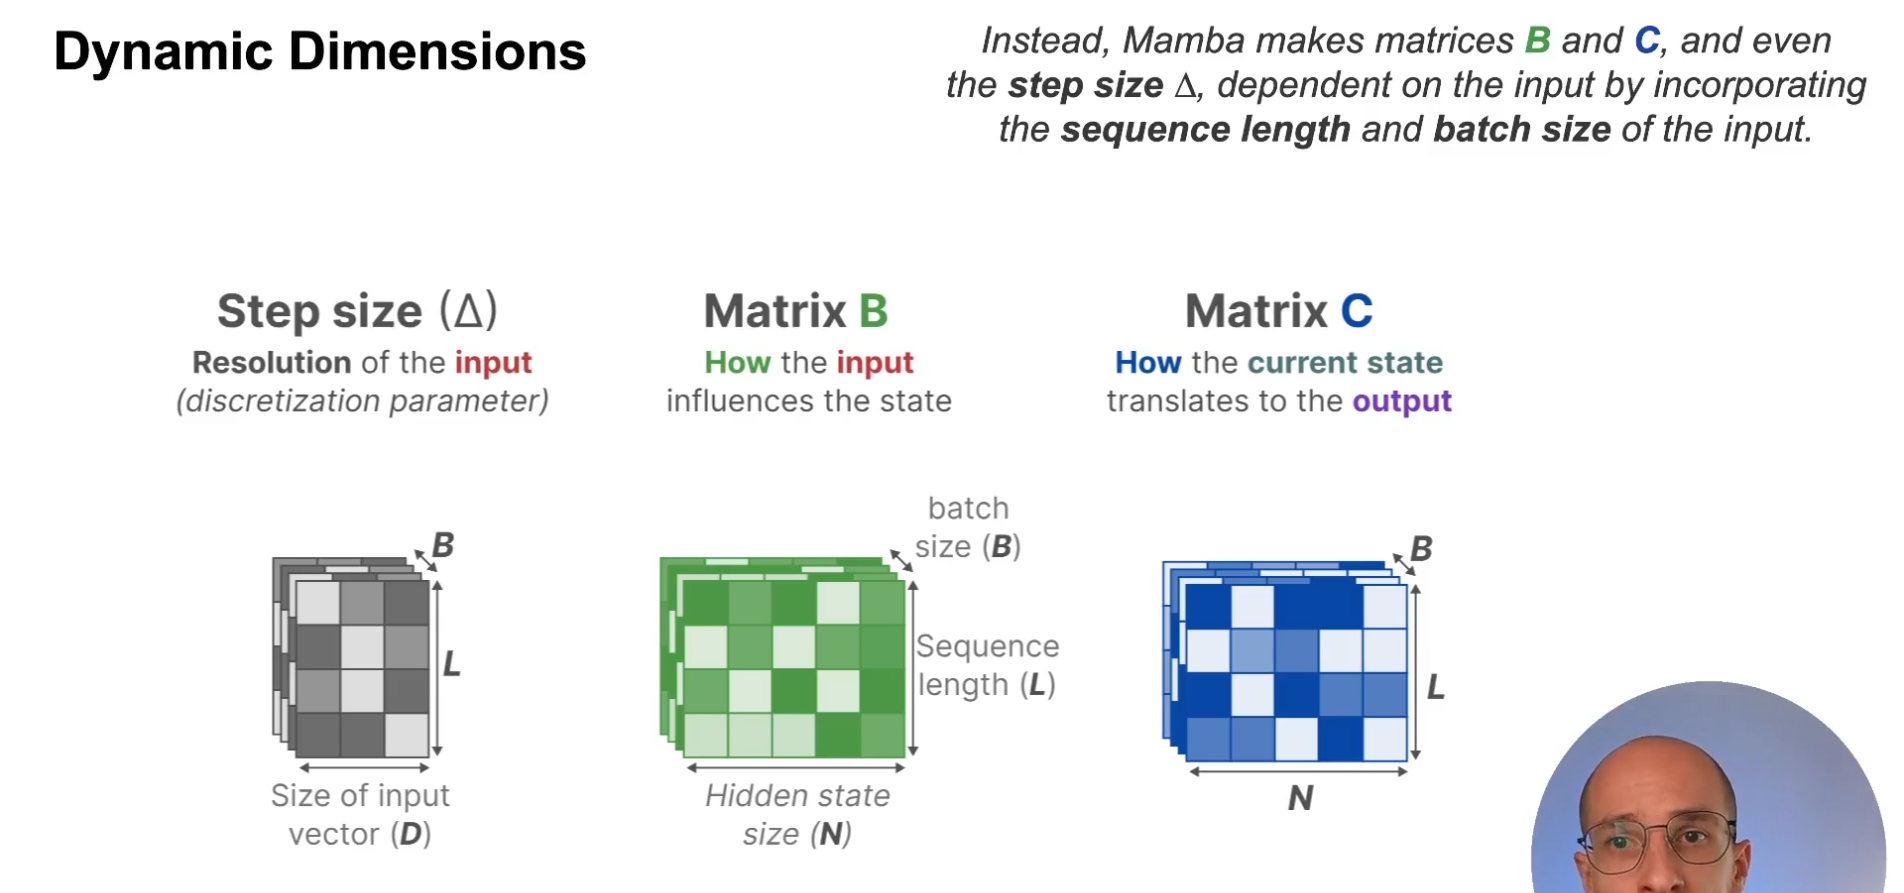 Dynamic Dimensions
Instead, Mamba makes matrices B and C, and even
the step size Δ, dependent on the input by incorporating
the sequence length and batch size of the input.
Step size (Δ)
Resolution of the input
(discretization parameter)
Matrix B
How the input
influences the state
Matrix C
How the current state
translates to the output
B
L
Size of input
vector (D)
batch
size (B)
Sequence
length (L)
Hidden state
size (N)
B
L
N